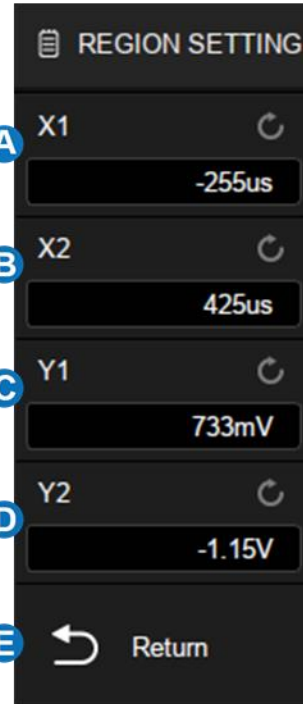 REGION SETTING
A X1
-255us
B X2
425us
C Y1
733mV
D Y2
-1.15V
E Return